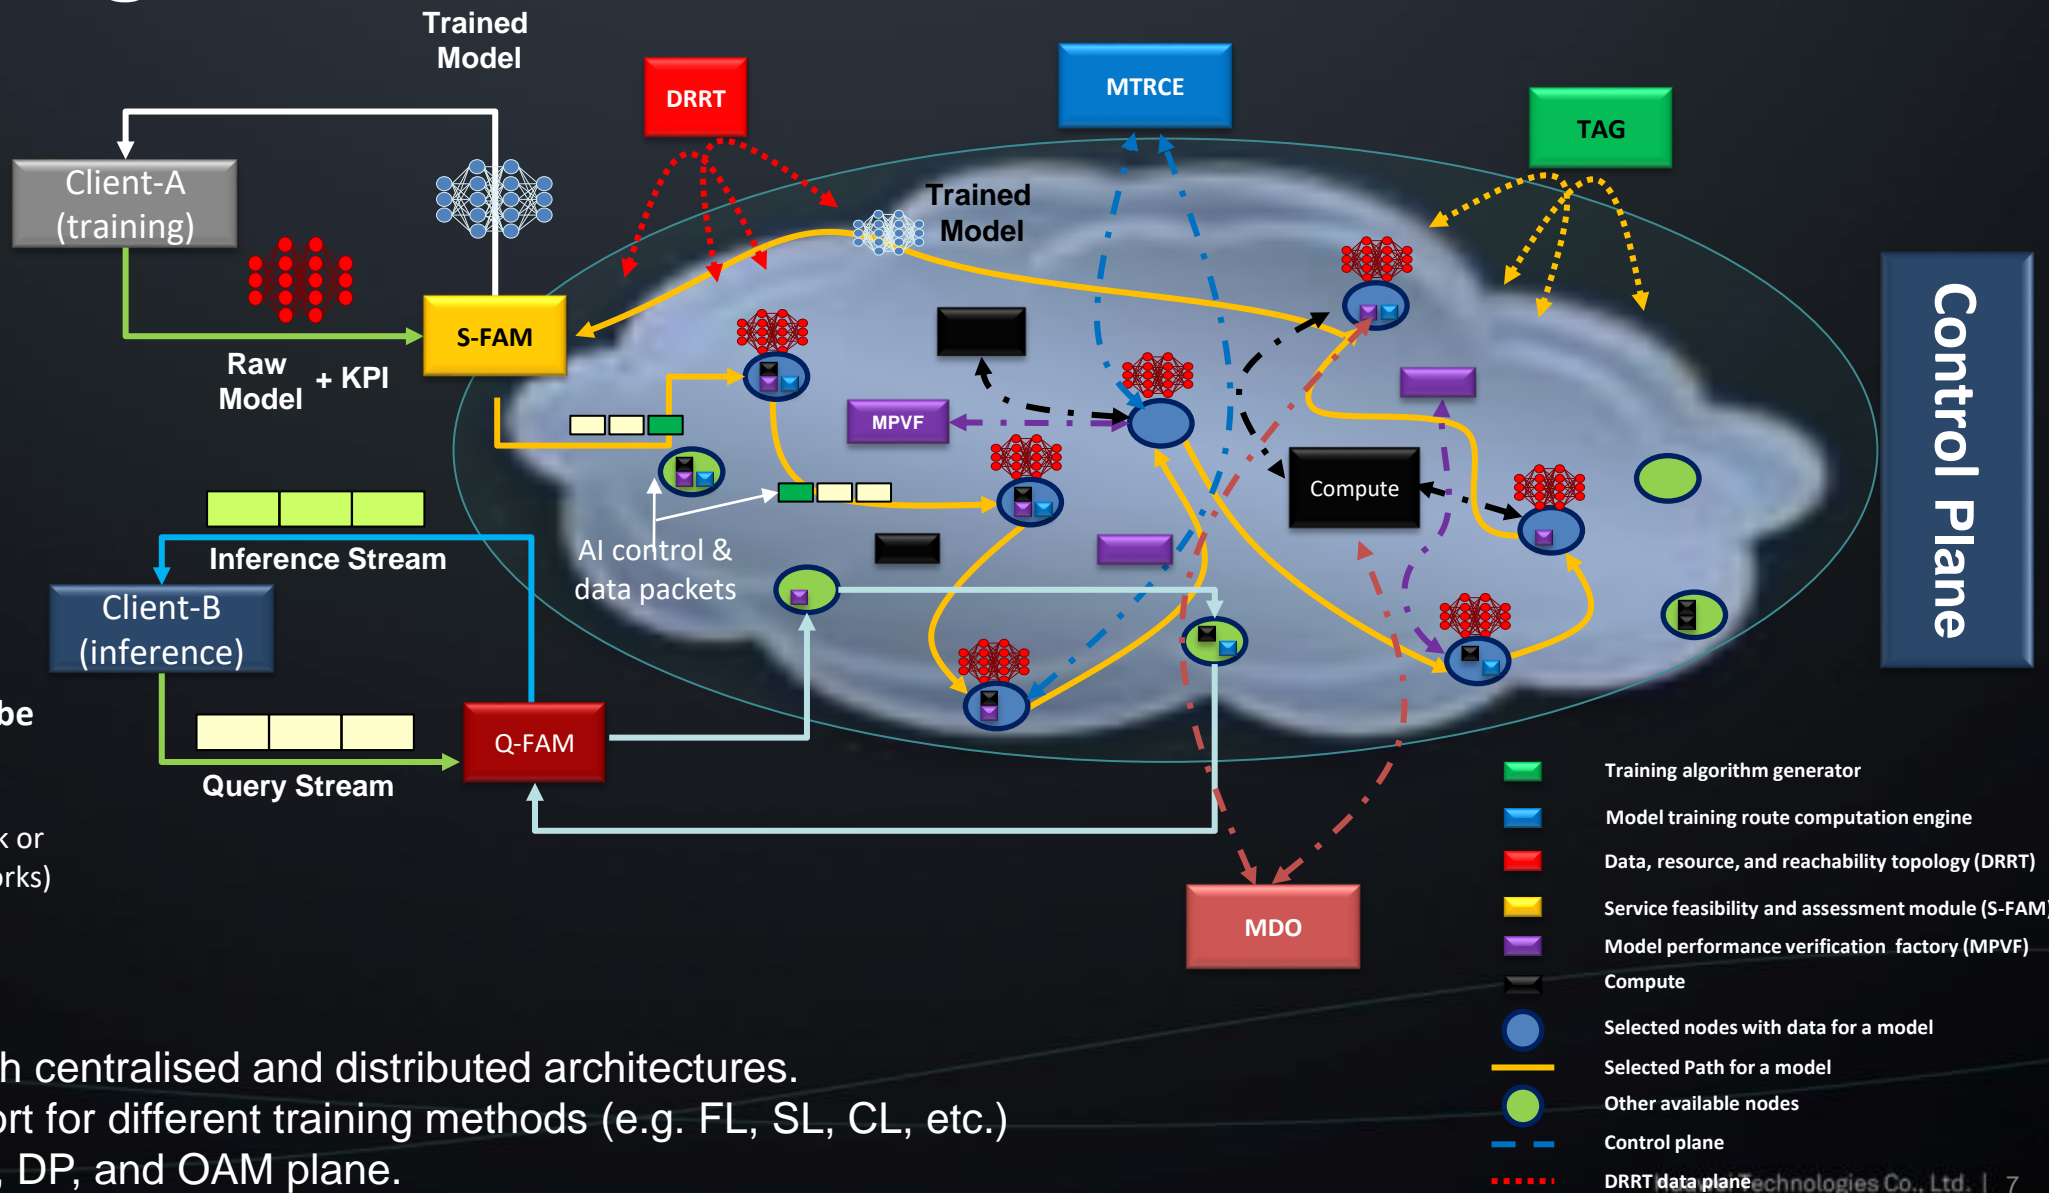 Trained
Model
DRRT
MTRCE
TAG
Client-A
(training)
Trained
Model
S-FAM
Raw
Model
+ KPI
MPVF
Control Plane
Compute
Inference Stream
AI control &
data packets
Client-B
(inference)
be
Q-FAM
Query Stream
k or
orks)
MDO
Training algorithm generator
Model training route computation engine
Data, resource, and reachability topology (DRRT)
Service feasibility and assessment module (S-FAM)
Model performance verification factory (MPVF)
Compute
Selected nodes with data for a model
Selected Path for a model
Other available nodes
Control plane
DRRT data plane
h centralised and distributed architectures.
ort for different training methods (e.g. FL, SL, CL, etc.)
, DP, and OAM plane.
Technologies Co., Ltd. | 7